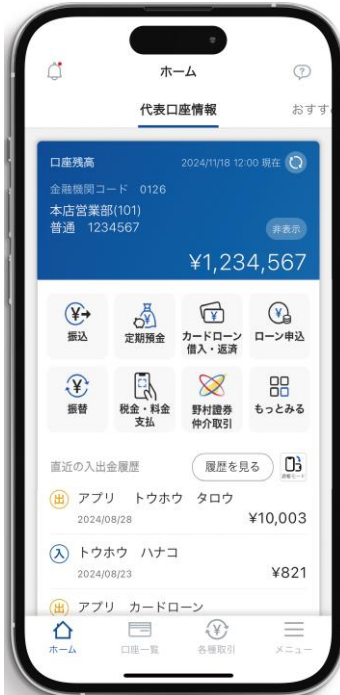 ホーム
代表口座情報 おすす
口座残高 2024/11/18 12:00 現在
金融機関コード 0126
本店営業部(101)
普通 1234567 非表示
¥1,234,567
振込 定期預金 カードローン借入・返済 ローン申込
振替 税金・料金支払 野村證券仲介取引 もっとみる
直近の入出金履歴 履歴を見る
出 アプリ トウホウ タロウ
2024/08/28 ¥10,003
入 トウホウ ハナコ
2024/08/23 ¥821
出 アプリ カードローン
ホーム 口座一覧 各種取引 メニュー